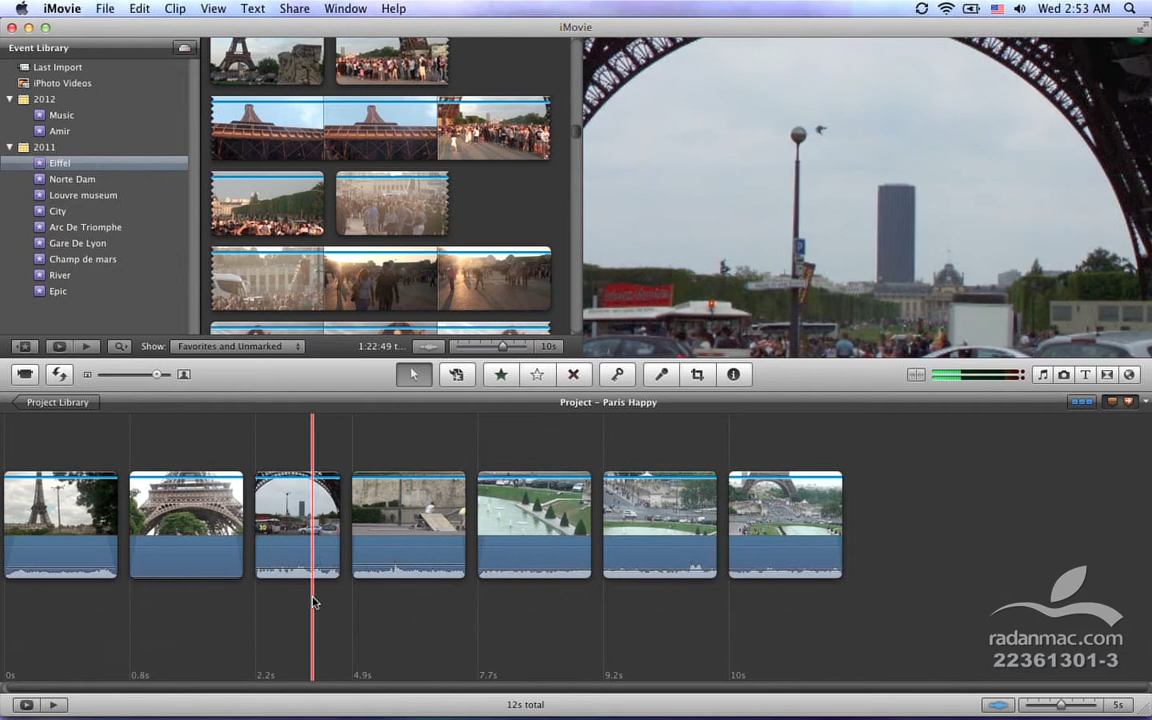 iMovie File Edit Clip View Text Share Window Help Wed 2:53 AM
iMovie
Event Library
Last Import
iPhoto Videos
2012
Music
Amir
2011
Eiffel
Norte Dam
Louvre museum
City
Arc De Triomphe
Gare De Lyon
Champ de mars
River
Epic
Show: Favorites and Unmarked 1:22:49 t... 10s
Project Library Project - Paris Happy
0s 0.8s 2.2s 4.9s 7.7s 9.2s 10s
radanmac.com
22361301-3
12s total 5s